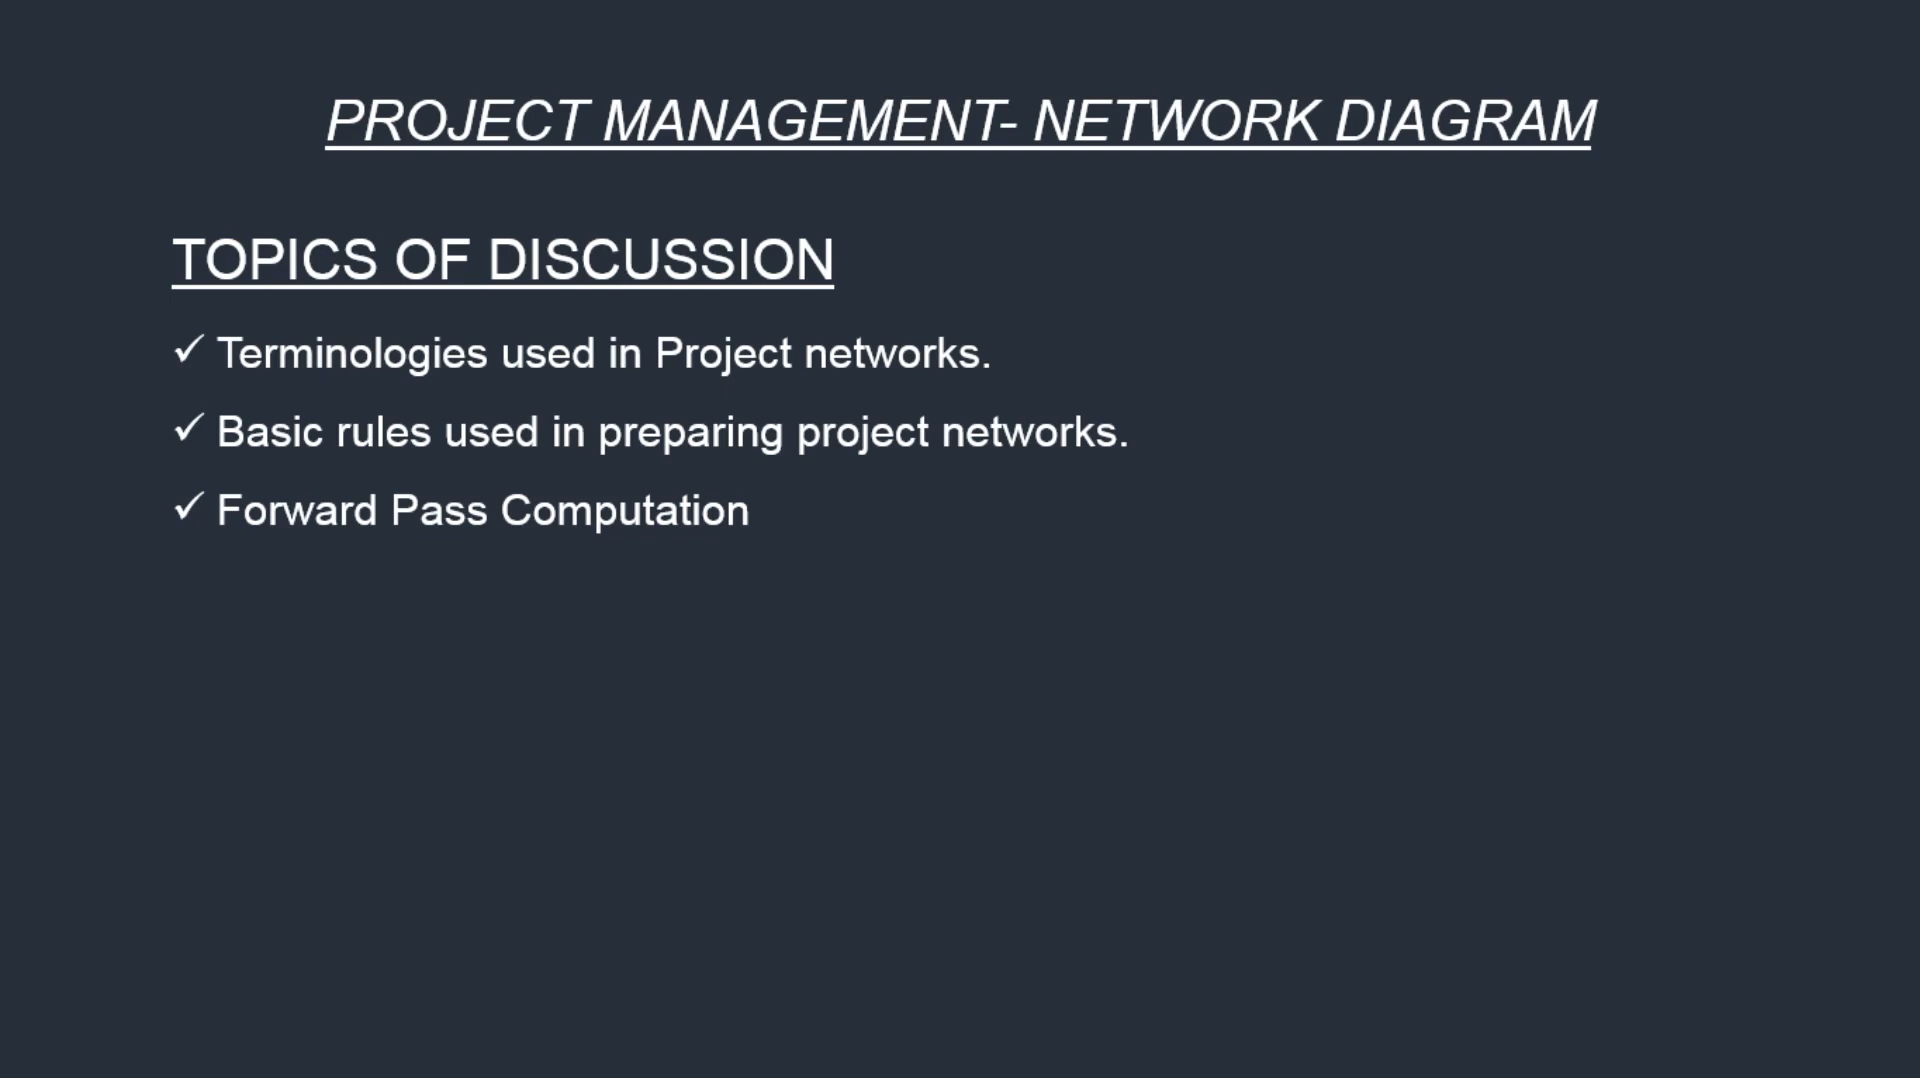 PROJECT MANAGEMENT- NETWORK DIAGRAM
TOPICS OF DISCUSSION
✓ Terminologies used in Project networks.
✓ Basic rules used in preparing project networks.
✓ Forward Pass Computation